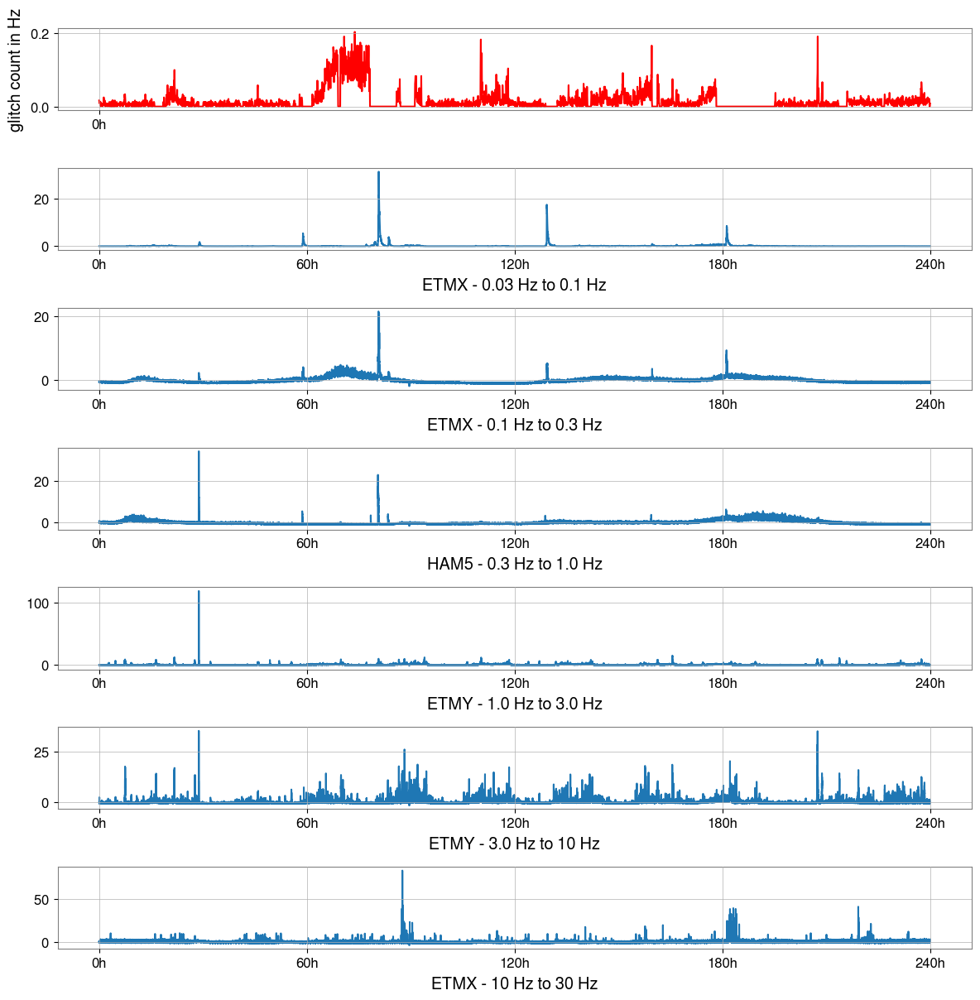 glitch count in Hz
0.2
0.0
0h
20
0
0h 60h 120h 180h 240h
ETMX - 0.03 Hz to 0.1 Hz
20
0
0h 60h 120h 180h 240h
ETMX - 0.1 Hz to 0.3 Hz
20
0
0h 60h 120h 180h 240h
HAM5 - 0.3 Hz to 1.0 Hz
100
0
0h 60h 120h 180h 240h
ETMY - 1.0 Hz to 3.0 Hz
25
0
0h 60h 120h 180h 240h
ETMY - 3.0 Hz to 10 Hz
50
0
0h 60h 120h 180h 240h
ETMX - 10 Hz to 30 Hz